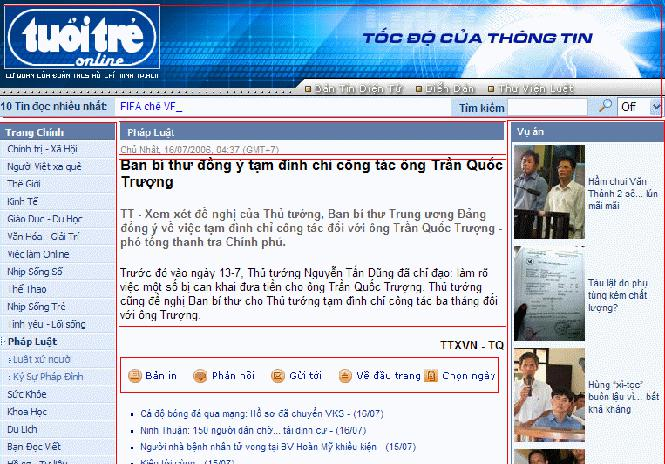 tuổi trẻ
online
CƠ QUAN CỦA ĐOÀN TNCS HỒ CHÍ MINH TP.HCM
TỐC ĐỘ CỦA THÔNG TIN
Bản Tin Điện Tử
Diễn Đàn
Thư Viện Luật
10 Tin đọc nhiều nhất
FIFA chê VF_
Tìm kiếm
Off
Trang Chính
Chính trị - Xã Hội
Người Việt xa quê
Thế Giới
Kinh Tế
Giáo Dục - Du Học
Văn Hóa - Giải Trí
Việc làm Online
Nhịp Sống Số
Thể Thao
Nhịp Sống Trẻ
Tình yêu - Lối sống
Pháp Luật
Luật xử người
Ký Sự Pháp Đình
Sức Khỏe
Khoa Học
Du Lịch
Bạn Đọc Viết
Hồ Sơ - Tư liệu
Pháp Luật
Chủ Nhật, 16/07/2006, 04:37 (GMT+7)
Ban bí thư đồng ý tạm đình chỉ công tác ông Trần Quốc
Trượng
TT - Xem xét đề nghị của Thủ tướng, Ban bí thư Trung ương Đảng
đồng ý về việc tạm đình chỉ công tác đối với ông Trần Quốc Trượng -
phó tổng thanh tra Chính phủ.
Trước đó vào ngày 13-7, Thủ tướng Nguyễn Tấn Dũng đã chỉ đạo: làm rõ
việc một số bị can khai đưa tiền cho ông Trần Quốc Trượng. Thủ tướng
cũng đề nghị Ban bí thư cho Thủ tướng tạm đình chỉ công tác ba tháng đối
với ông Trượng.
TTXVN - TQ
Bản in
Phản hồi
Gửi tới
Về đầu trang
Chọn ngày
Cá độ bóng đá qua mạng: Hồ sơ đã chuyển VKS - (16/07)
Ninh Thuận: 150 người dân chờ... tái định cư - (16/07)
Người nhà bệnh nhân tử vong tại BV Hoàn Mỹ khiếu kiện - (15/07)
Vụ án
Hầm chui Văn
Thánh 2 sẽ... lún
mãi mãi
Tàu lật do phụ
tùng kém chất
lượng?
Hùng "xì-tọc"
buôn lậu vì... bất
khả kháng